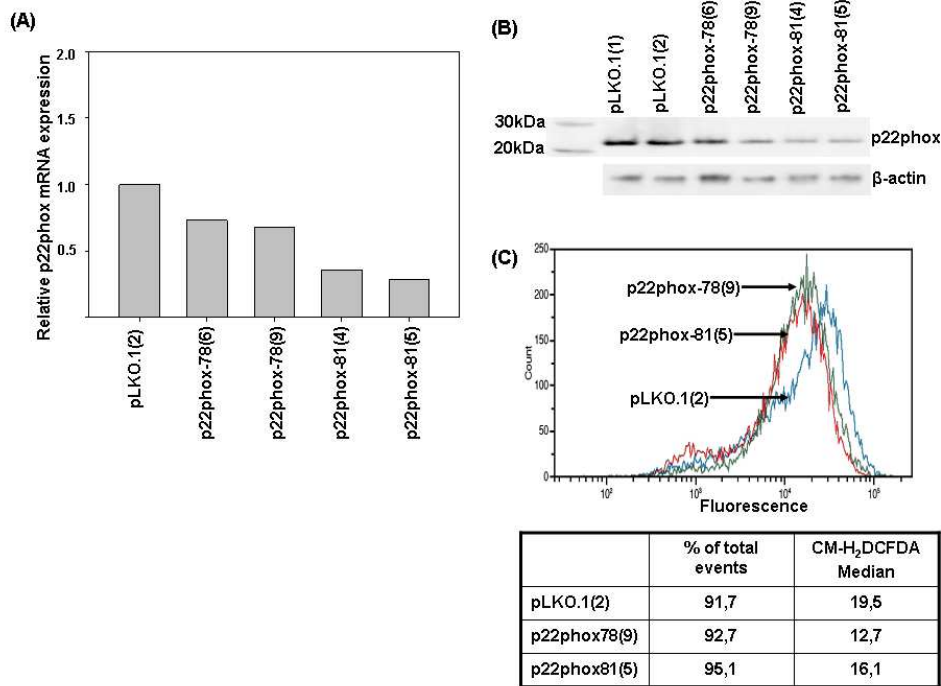 (A)
Relative p22phox mRNA expression
2.0
1.5
1.0
0.5
pLKO.1(2)
p22phox-78(6)
p22phox-78(9)
p22phox-81(4)
p22phox-81(5)
(B)
pLKO.1(1)
pLKO.1(2)
p22phox-78(6)
p22phox-78(9)
p22phox-81(4)
p22phox-81(5)
30kDa
20kDa
p22phox
β-actin
(C)
Count
250
200
150
100
50
0
p22phox-78(9)
p22phox-81(5)
pLKO.1(2)
10² 10³ 10⁴ 10⁵
Fluorescence
% of total events CM-H₂DCFDA Median
pLKO.1(2) 91,7 19,5
p22phox78(9) 92,7 12,7
p22phox81(5) 95,1 16,1